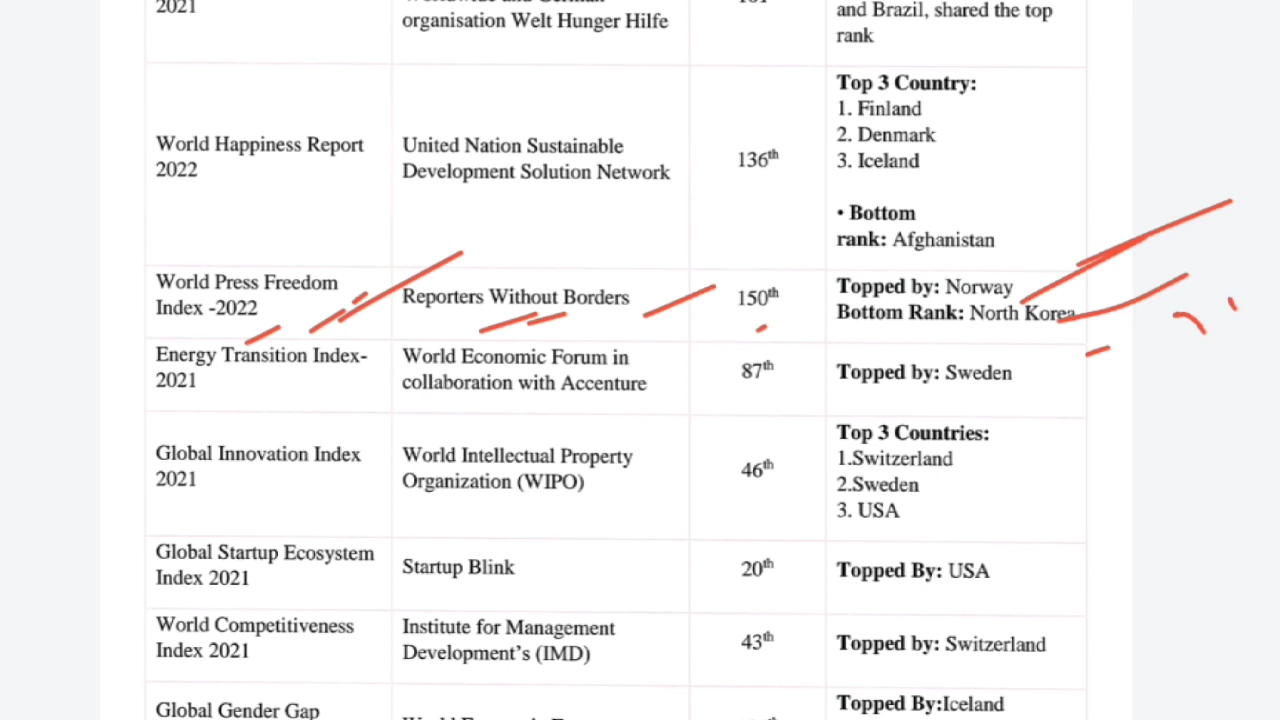 2021
organisation Welt Hunger Hilfe
and Brazil, shared the top
rank
World Happiness Report
2022
United Nation Sustainable
Development Solution Network
136th
Top 3 Country:
1. Finland
2. Denmark
3. Iceland
• Bottom
rank: Afghanistan
World Press Freedom
Index -2022
Reporters Without Borders
150th
Topped by: Norway
Bottom Rank: North Korea
Energy Transition Index-
2021
World Economic Forum in
collaboration with Accenture
87th
Topped by: Sweden
Global Innovation Index
2021
World Intellectual Property
Organization (WIPO)
46th
Top 3 Countries:
1.Switzerland
2.Sweden
3. USA
Global Startup Ecosystem
Index 2021
Startup Blink
20th
Topped By: USA
World Competitiveness
Index 2021
Institute for Management
Development's (IMD)
43th
Topped by: Switzerland
Global Gender Gap
Topped By:Iceland